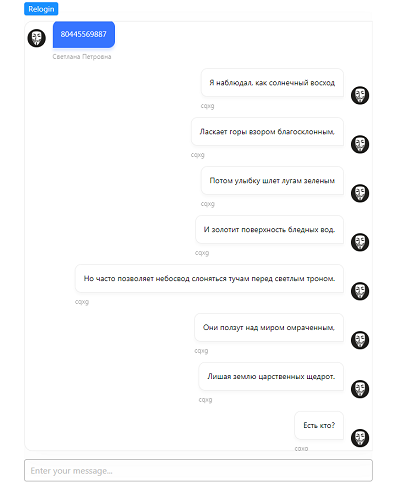 Relogin
80445569887
Светлана Петровна
Я наблюдал, как солнечный восход
cqxg
Ласкает горы взором благосклонным,
cqxg
Потом улыбку шлет лугам зеленым
cqxg
И золотит поверхность бледных вод.
cqxg
Но часто позволяет небосвод слоняться тучам перед светлым троном.
cqxg
Они ползут над миром омраченным,
cqxg
Лишая землю царственных щедрот.
cqxg
Есть кто?
cqxg
Enter your message...